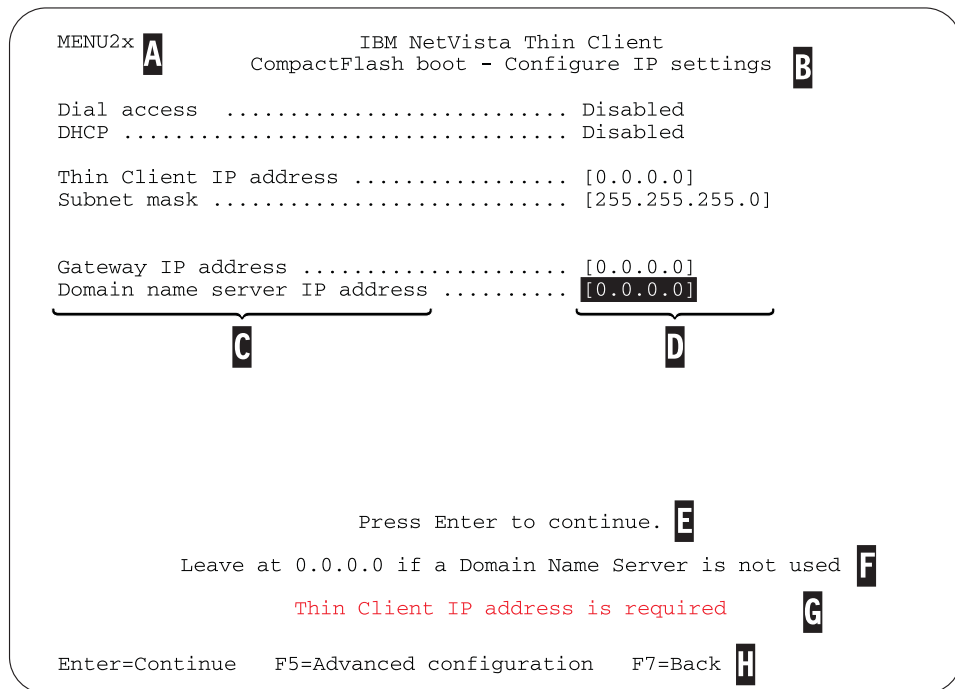 MENU2x A IBM NetVista Thin Client
CompactFlash boot - Configure IP settings B
Dial access ........................... Disabled
DHCP ................................... Disabled
Thin Client IP address ................. [0.0.0.0]
Subnet mask ............................ [255.255.255.0]
Gateway IP address ..................... [0.0.0.0]
Domain name server IP address .......... [0.0.0.0]
C D
Press Enter to continue. E
Leave at 0.0.0.0 if a Domain Name Server is not used F
Thin Client IP address is required G
Enter=Continue F5=Advanced configuration F7=Back H